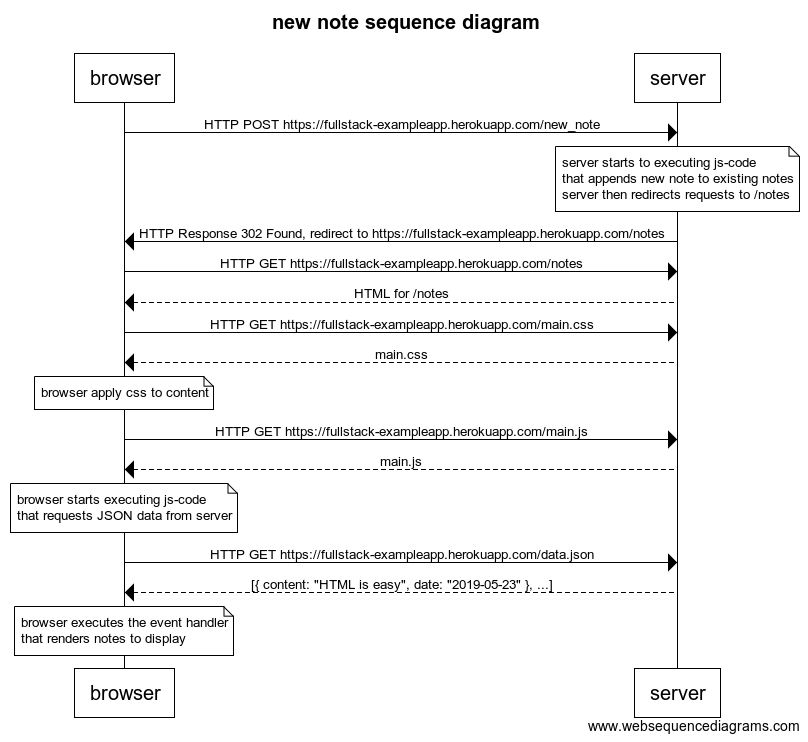 new note sequence diagram
browser
server
HTTP POST https://fullstack-exampleapp.herokuapp.com/new_note
server starts to executing js-code
that appends new note to existing notes
server then redirects requests to /notes
HTTP Response 302 Found, redirect to https://fullstack-exampleapp.herokuapp.com/notes
HTTP GET https://fullstack-exampleapp.herokuapp.com/notes
HTML for /notes
HTTP GET https://fullstack-exampleapp.herokuapp.com/main.css
main.css
browser apply css to content
HTTP GET https://fullstack-exampleapp.herokuapp.com/main.js
main.js
browser starts executing js-code
that requests JSON data from server
HTTP GET https://fullstack-exampleapp.herokuapp.com/data.json
[{ content: "HTML is easy", date: "2019-05-23" }, ...]
browser executes the event handler
that renders notes to display
browser
server
www.websequencediagrams.com